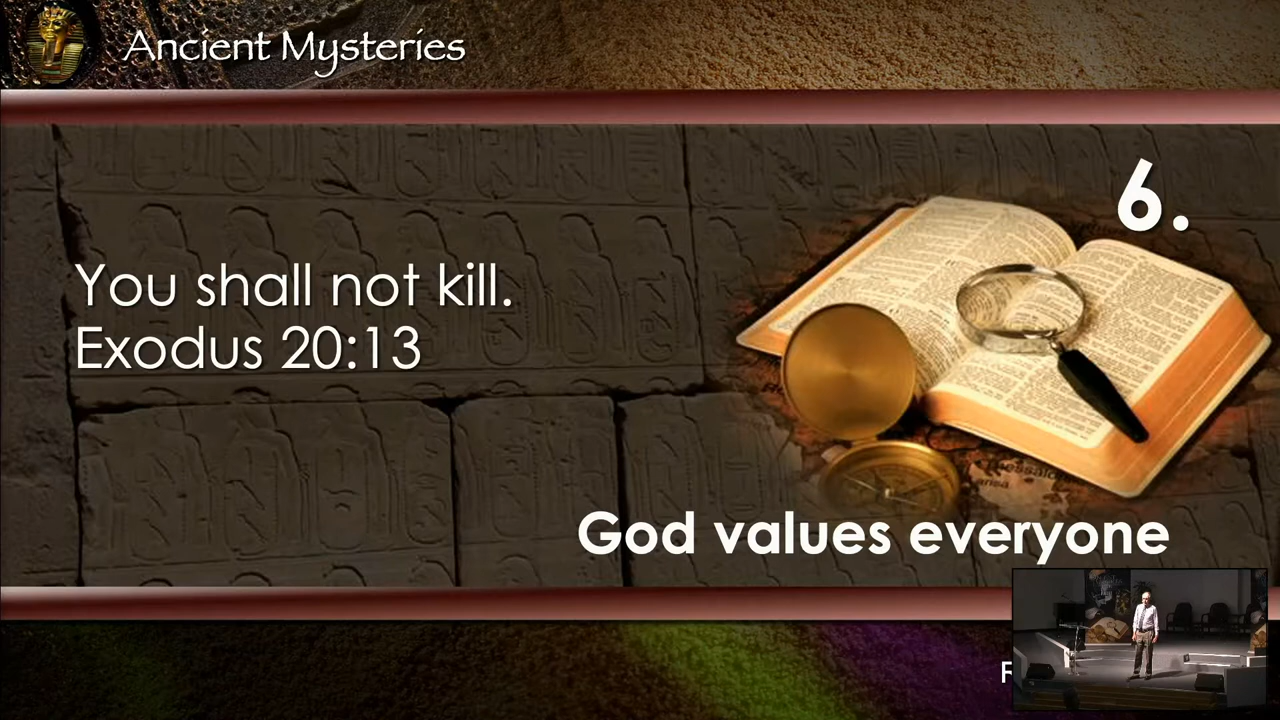 Ancient Mysteries
6.
You shall not kill.
Exodus 20:13
God values everyone